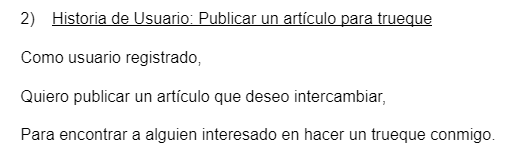 2) Historia de Usuario: Publicar un artículo para trueque
Como usuario registrado,
Quiero publicar un artículo que deseo intercambiar,
Para encontrar a alguien interesado en hacer un trueque conmigo.